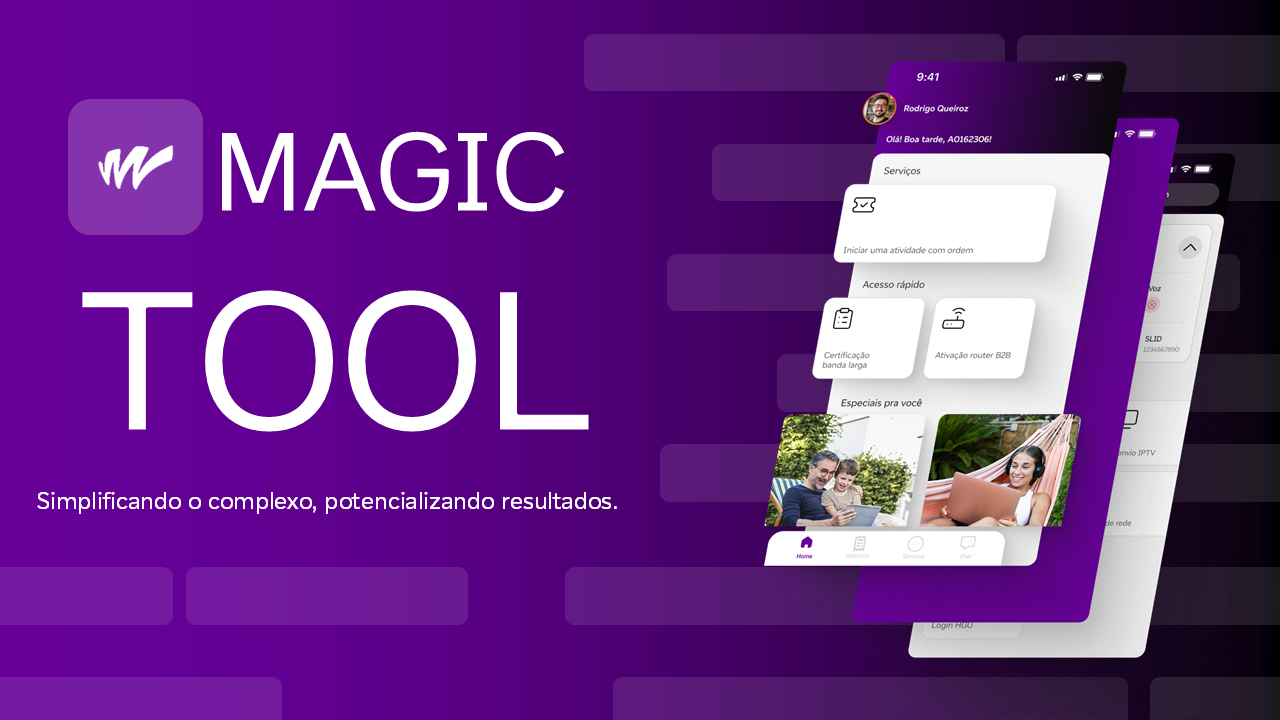 MAGIC
TOOL
Simplificando o complexo, potencializando resultados.
9:41
Rodrigo Queiroz
Olá! Boa tarde, A0162306!
Serviços
Iniciar uma atividade com ordem
Acesso rápido
Certificação
banda larga
Ativação router B2B
Especiais pra você
Home
Histórico
Serviços
Chat
Voz
SLID
1234567890
envio IPTV
de rede
Login HGU